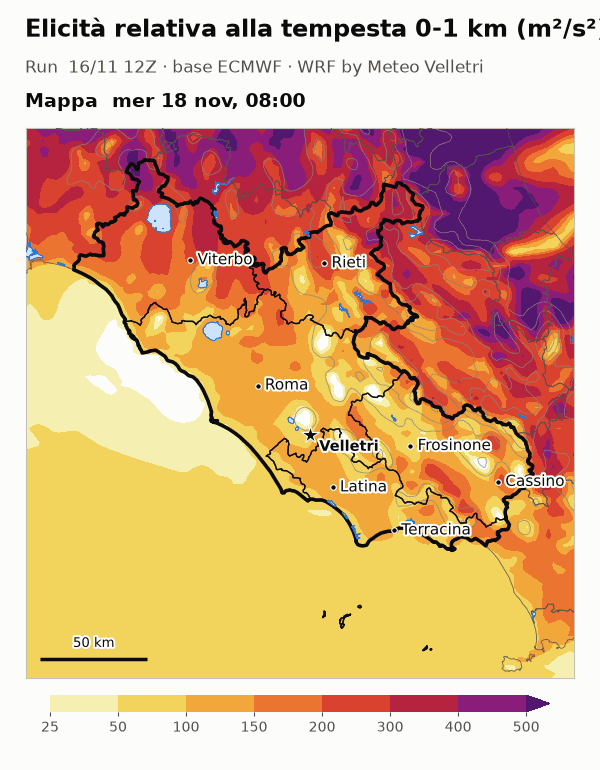 Elicità relativa alla tempesta 0-1 km (m²/s²)
Run 16/11 12Z · base ECMWF · WRF by Meteo Velletri
Mappa mer 18 nov, 08:00
Viterbo
Rieti
Roma
Velletri
Frosinone
Cassino
Latina
Terracina
50 km
25 50 100 150 200 300 400 500